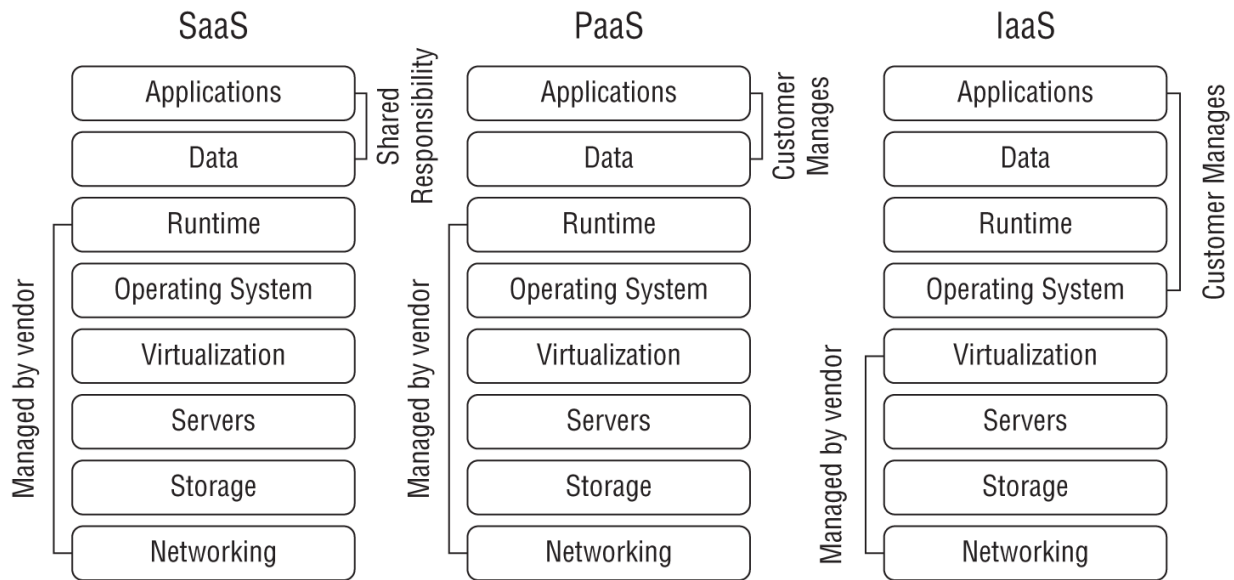 SaaS
Applications
Data
Runtime
Operating System
Virtualization
Servers
Storage
Networking
Shared
Responsibility
Managed by vendor
PaaS
Applications
Data
Runtime
Operating System
Virtualization
Servers
Storage
Networking
Customer
Manages
Managed by vendor
IaaS
Applications
Data
Runtime
Operating System
Virtualization
Servers
Storage
Networking
Customer Manages
Managed by vendor